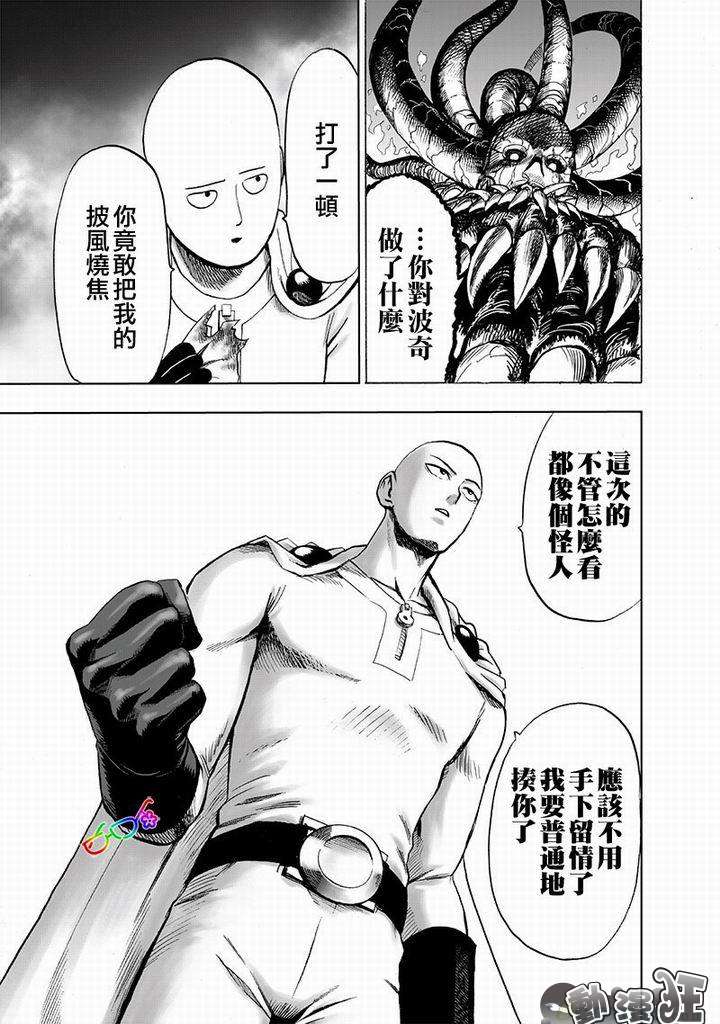 …你對波奇
做了什麼
打了一頓
你竟敢把我的
披風燒焦
這次的
不管怎麼看
都像個怪人
應該不用
手下留情了
我要普通地
揍你了
動漫狂